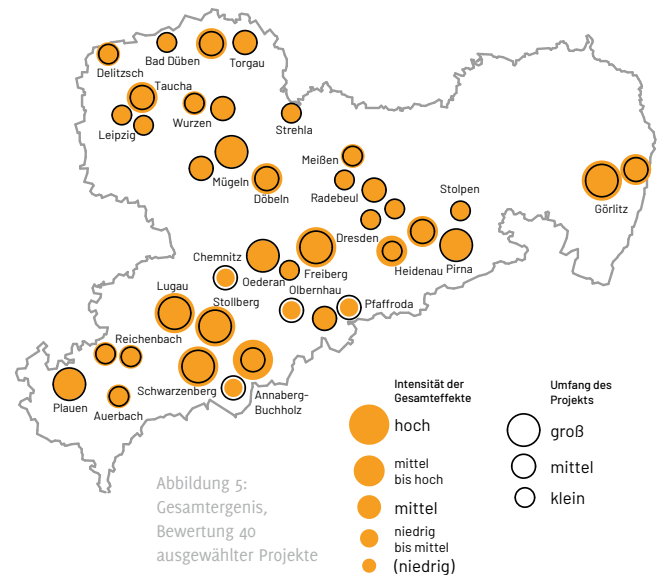 Bad Düben
Torgau
Delitzsch
Taucha
Wurzen
Leipzig
Strehla
Meißen
Mügeln
Radebeul
Stolpen
Döbeln
Görlitz
Dresden
Chemnitz
Oederan
Freiberg
Heidenau
Pirna
Lugau
Olbernhau
Pfaffroda
Stollberg
Reichenbach
Schwarzenberg
Annaberg-
Buchholz
Plauen
Auerbach
Intensität der
Gesamteffekte
hoch
mittel
bis hoch
mittel
niedrig
bis mittel
(niedrig)
Umfang des
Projekts
groß
mittel
klein
Abbildung 5:
Gesamtergenis,
Bewertung 40
ausgewählter Projekte